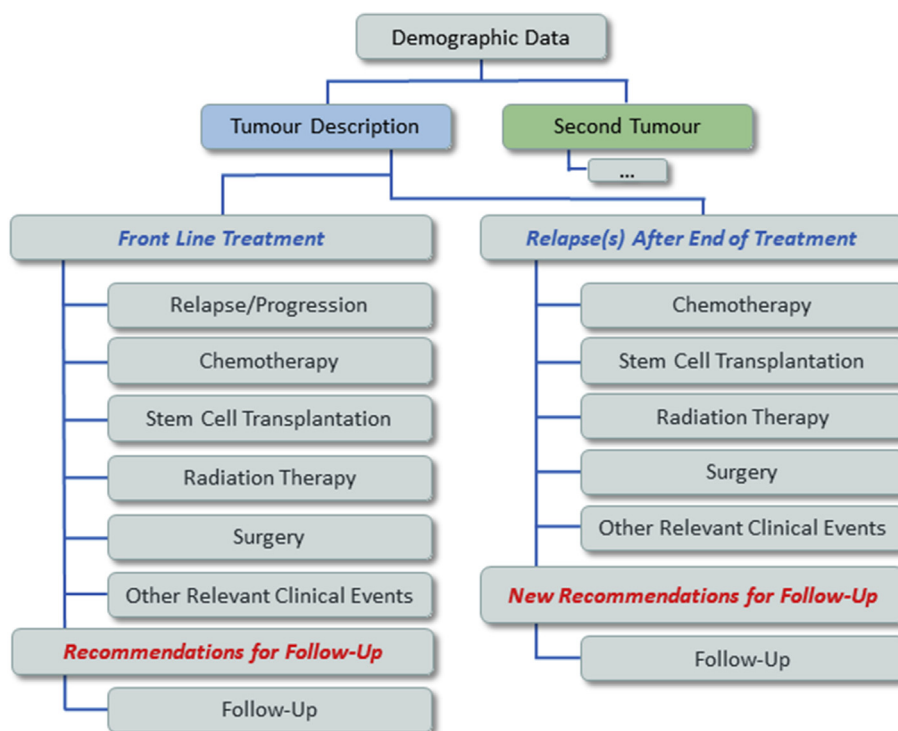 Demographic Data
Tumour Description
Second Tumour
...
Front Line Treatment
Relapse/Progression
Chemotherapy
Stem Cell Transplantation
Radiation Therapy
Surgery
Other Relevant Clinical Events
Recommendations for Follow-Up
Follow-Up
Relapse(s) After End of Treatment
Chemotherapy
Stem Cell Transplantation
Radiation Therapy
Surgery
Other Relevant Clinical Events
New Recommendations for Follow-Up
Follow-Up